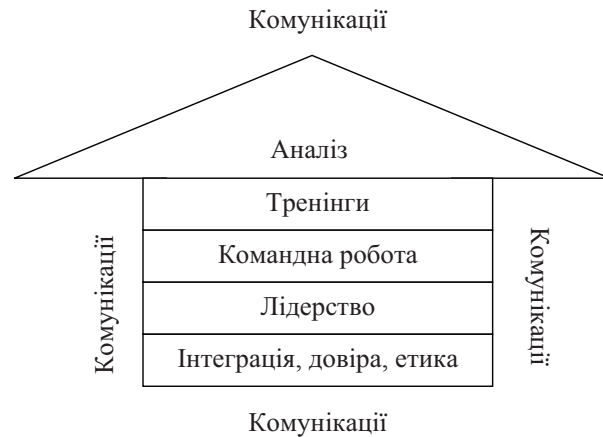 Комунікації
Аналіз
Тренінги
Командна робота
Лідерство
Інтеграція, довіра, етика
Комунікації
Комунікації
Комунікації